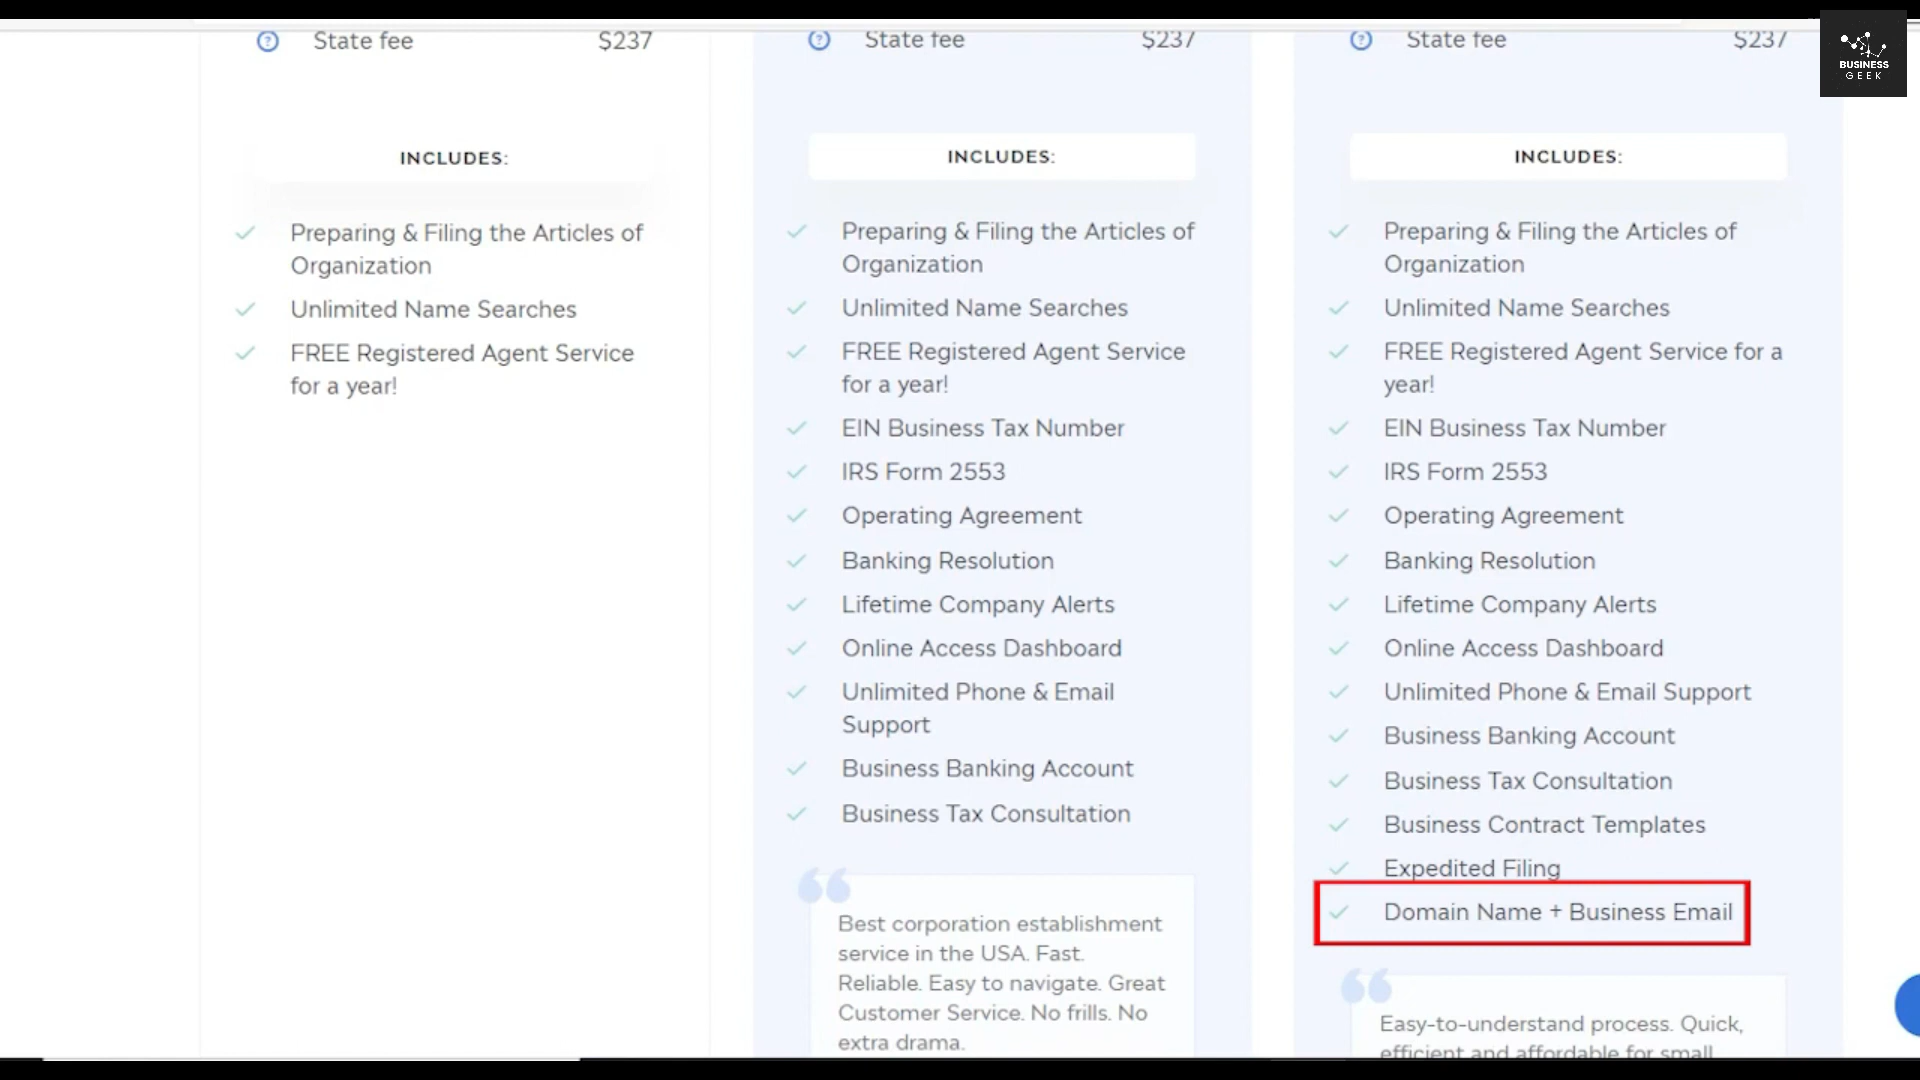 State fee $237
INCLUDES:
Preparing & Filing the Articles of
Organization
Unlimited Name Searches
FREE Registered Agent Service
for a year!
State fee $237
INCLUDES:
Preparing & Filing the Articles of
Organization
Unlimited Name Searches
FREE Registered Agent Service
for a year!
EIN Business Tax Number
IRS Form 2553
Operating Agreement
Banking Resolution
Lifetime Company Alerts
Online Access Dashboard
Unlimited Phone & Email
Support
Business Banking Account
Business Tax Consultation
Best corporation establishment
service in the USA. Fast.
Reliable. Easy to navigate. Great
Customer Service. No frills. No
extra drama.
State fee $237
INCLUDES:
Preparing & Filing the Articles of
Organization
Unlimited Name Searches
FREE Registered Agent Service for a
year!
EIN Business Tax Number
IRS Form 2553
Operating Agreement
Banking Resolution
Lifetime Company Alerts
Online Access Dashboard
Unlimited Phone & Email Support
Business Banking Account
Business Tax Consultation
Business Contract Templates
Expedited Filing
Domain Name + Business Email
Easy-to-understand process. Quick,
efficient and affordable for small
BUSINESS
GEEK